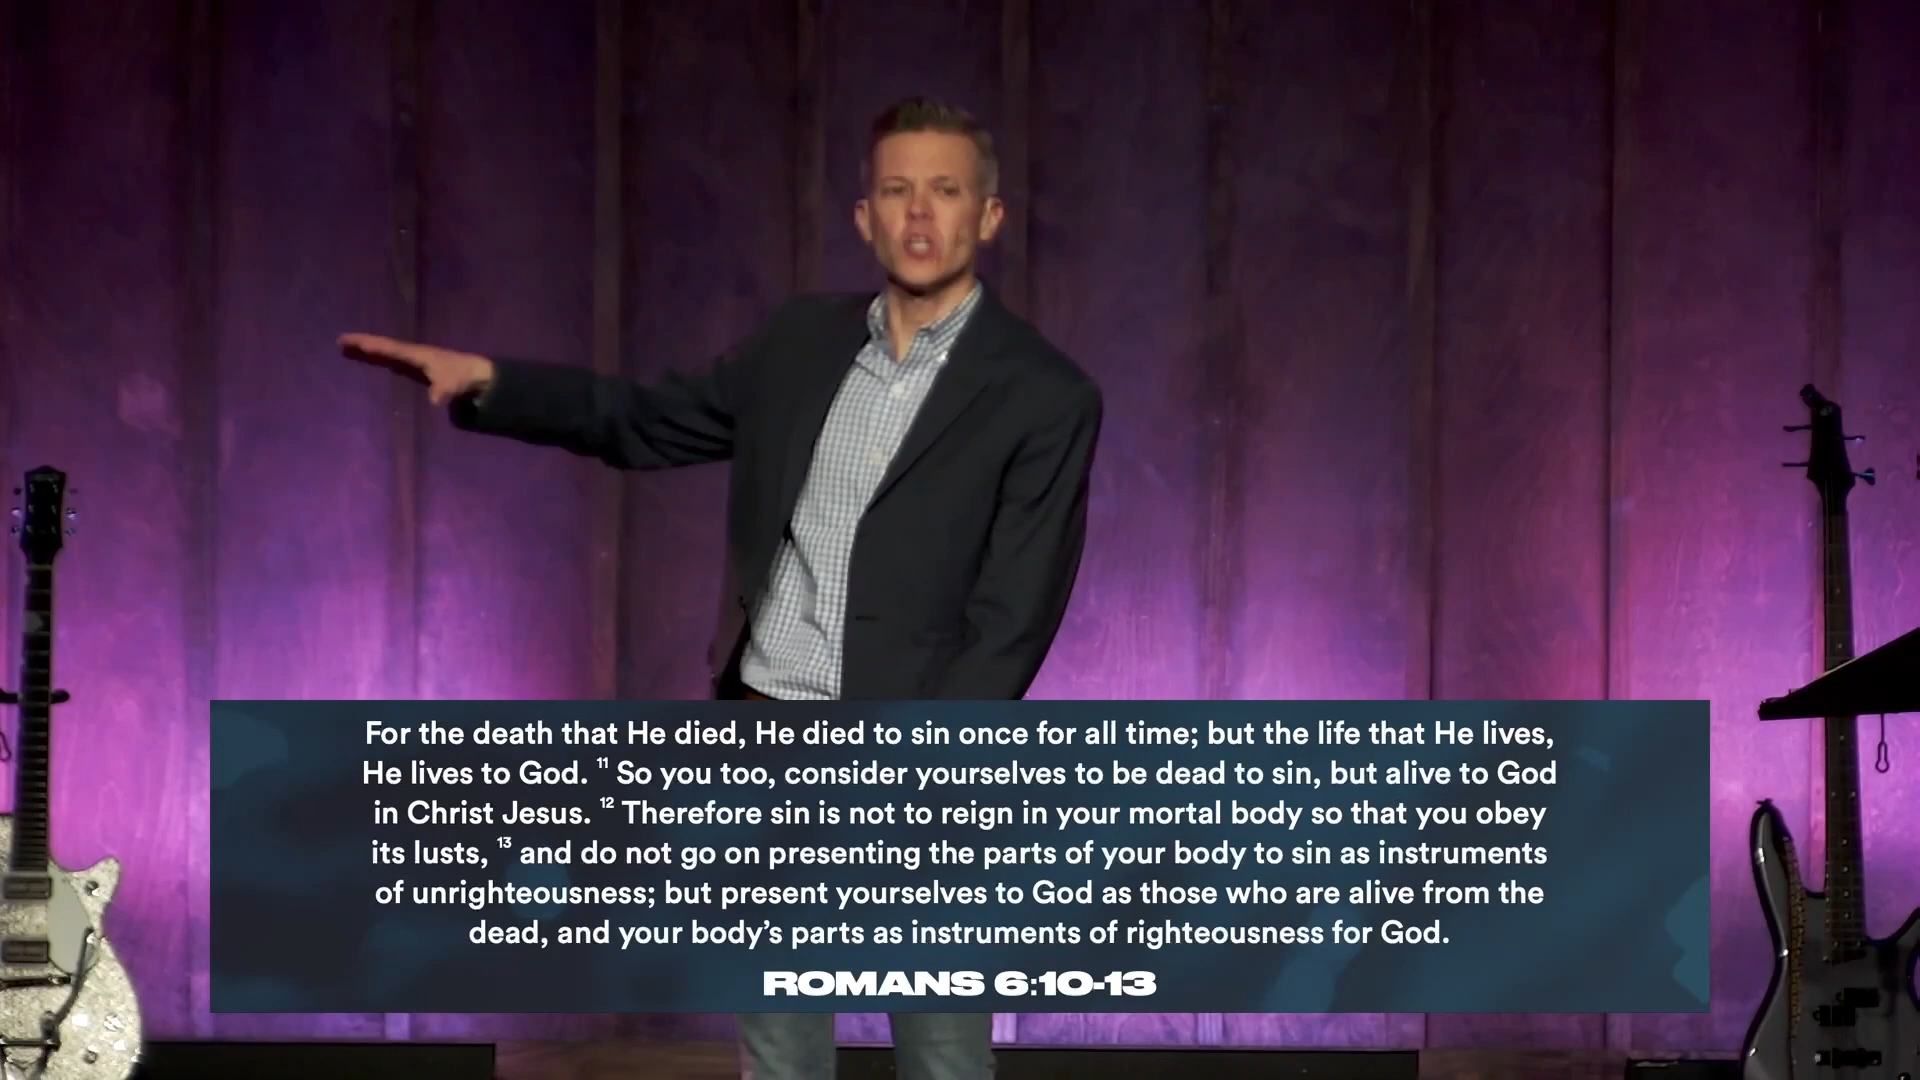 For the death that He died, He died to sin once for all time; but the life that He lives,
He lives to God. 11 So you too, consider yourselves to be dead to sin, but alive to God
in Christ Jesus. 12 Therefore sin is not to reign in your mortal body so that you obey
its lusts, 13 and do not go on presenting the parts of your body to sin as instruments
of unrighteousness; but present yourselves to God as those who are alive from the
dead, and your body’s parts as instruments of righteousness for God.
ROMANS 6:10-13